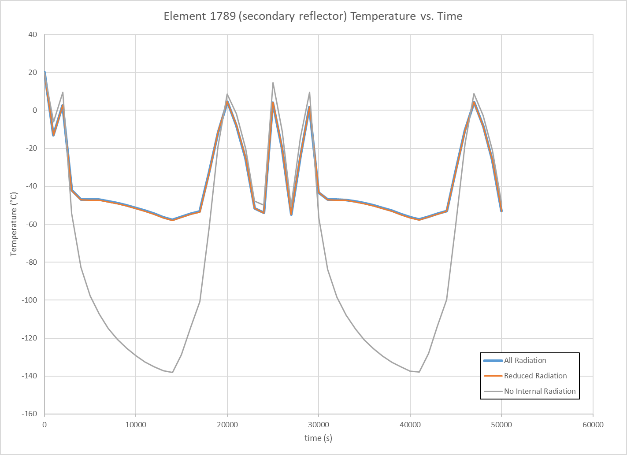 Element 1789 (secondary reflector) Temperature vs. Time
40
20
0
-20
-40
-60
-80
-100
-120
-140
-160
Temperature (°C)
0 10000 20000 30000 40000 50000 60000
time (s)
All Radiation
Reduced Radiation
No Internal Radiation